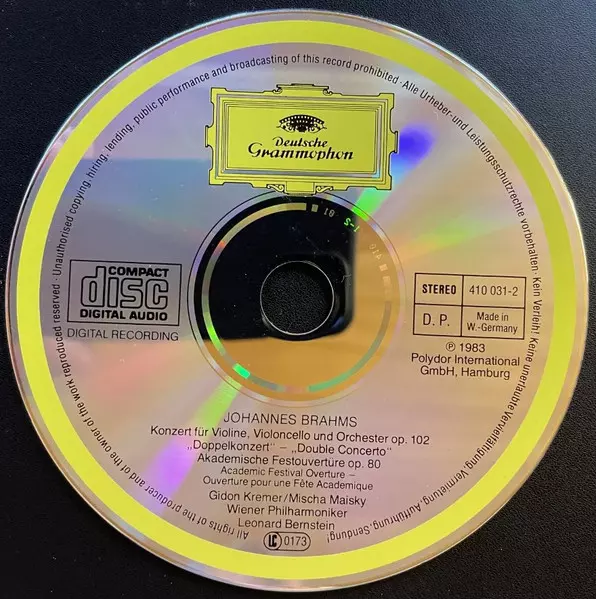 Unauthorised copying, hiring, lending, public performance and broadcasting of this record prohibited · Alle Urheber- und Leistungsschutzrechte vorbehalten · Kein Verleih! Keine unerlaubte Vervielfältigung, Vermietung, Aufführung, Sendung!
Deutsche
Grammophon
COMPACT
disc
DIGITAL AUDIO
DIGITAL RECORDING
STEREO
410 031-2
D. P.
Made in
W.-Germany
℗ 1983
Polydor International
GmbH, Hamburg
JOHANNES BRAHMS
Konzert für Violine, Violoncello und Orchester op. 102
„Doppelkonzert" – „Double Concerto"
Akademische Festouvertüre op. 80
Academic Festival Overture –
Ouverture pour une Fête Académique
Gidon Kremer/Mischa Maisky
Wiener Philharmoniker
Leonard Bernstein
LC 0173
All rights of the producer and of the owner of the work reproduced reserved ·